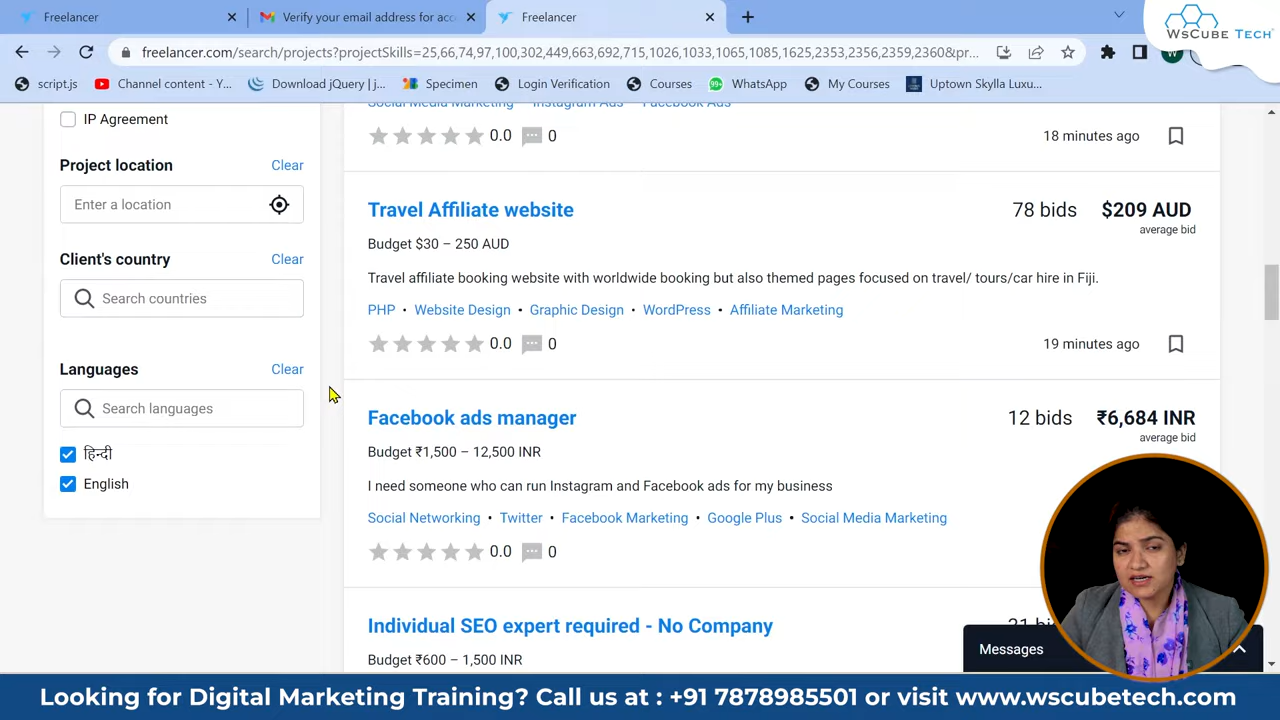 Freelancer
Verify your email address for acc
Freelancer
WsCUBE TECH
freelancer.com/search/projects?projectSkills=25,66,74,97,100,302,449,663,692,715,1026,1033,1065,1085,1625,2353,2356,2359,2360&pr...
script.js
Channel content - Y...
Download jQuery | j...
Specimen
Login Verification
Courses
99+
WhatsApp
My Courses
Uptown Skylla Luxu...
IP Agreement
Project location
Clear
Enter a location
Client's country
Clear
Search countries
Languages
Clear
Search languages
हिन्दी
English
Social Media Marketing • Instagram Ads • Facebook Ads
0.0
0
18 minutes ago
Travel Affiliate website
78 bids
$209 AUD
average bid
Budget $30 – 250 AUD
Travel affiliate booking website with worldwide booking but also themed pages focused on travel/ tours/car hire in Fiji.
PHP • Website Design • Graphic Design • WordPress • Affiliate Marketing
0.0
0
19 minutes ago
Facebook ads manager
12 bids
₹6,684 INR
average bid
Budget ₹1,500 – 12,500 INR
I need someone who can run Instagram and Facebook ads for my business
Social Networking • Twitter • Facebook Marketing • Google Plus • Social Media Marketing
0.0
0
Individual SEO expert required - No Company
Budget ₹600 – 1,500 INR
Messages
Looking for Digital Marketing Training? Call us at : +91 7878985501 or visit www.wscubetech.com